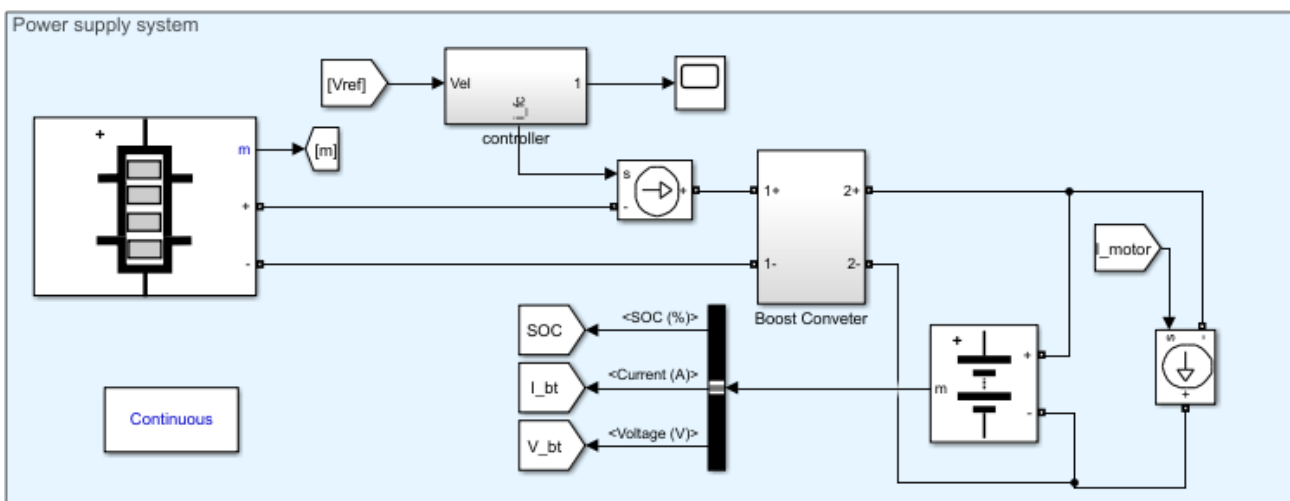 Power supply system
[Vref]
Vel
1
I_fc
controller
+
m
[m]
+
-
s
-
+
1+
2+
1-
2-
Boost Conveter
I_motor
s
-
+
<SOC (%)>
SOC
<Current (A)>
I_bt
<Voltage (V)>
V_bt
+
+
m
-
Continuous